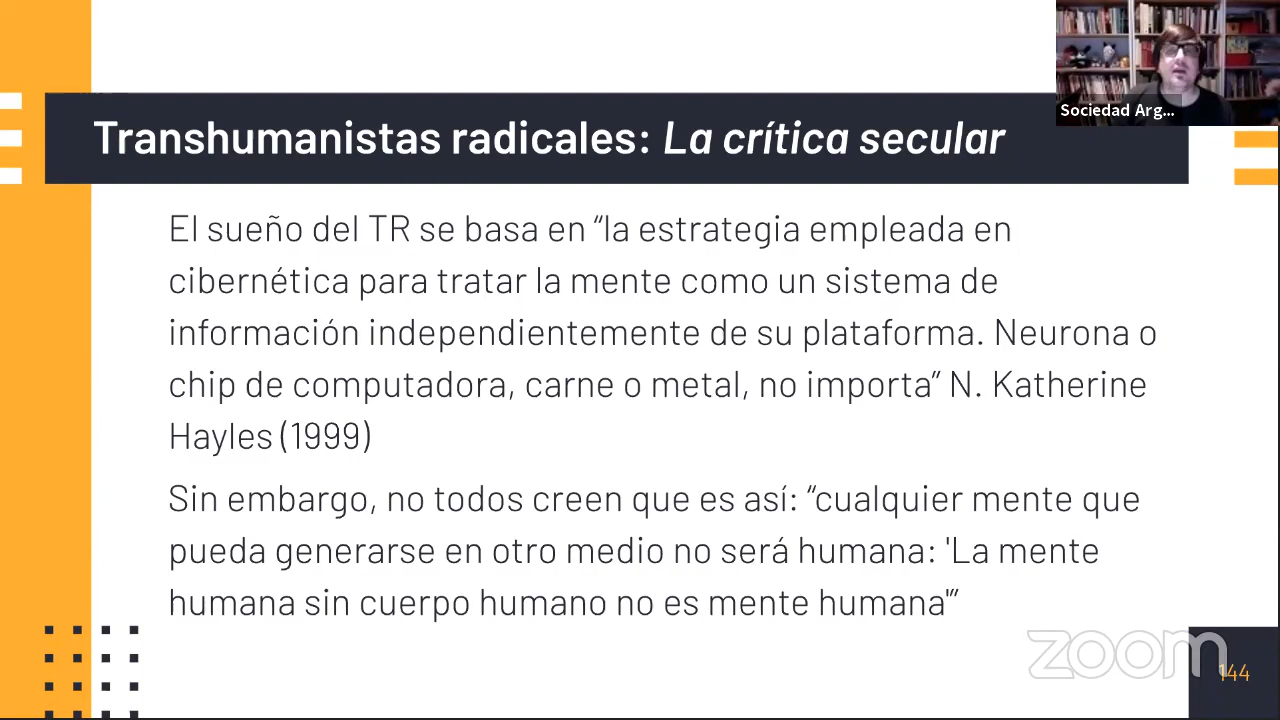 Sociedad Arg...
Transhumanistas radicales: La crítica secular
El sueño del TR se basa en “la estrategia empleada en
cibernética para tratar la mente como un sistema de
información independientemente de su plataforma. Neurona o
chip de computadora, carne o metal, no importa” N. Katherine
Hayles (1999)
Sin embargo, no todos creen que es así: “cualquier mente que
pueda generarse en otro medio no será humana: 'La mente
humana sin cuerpo humano no es mente humana'”
zoom
144